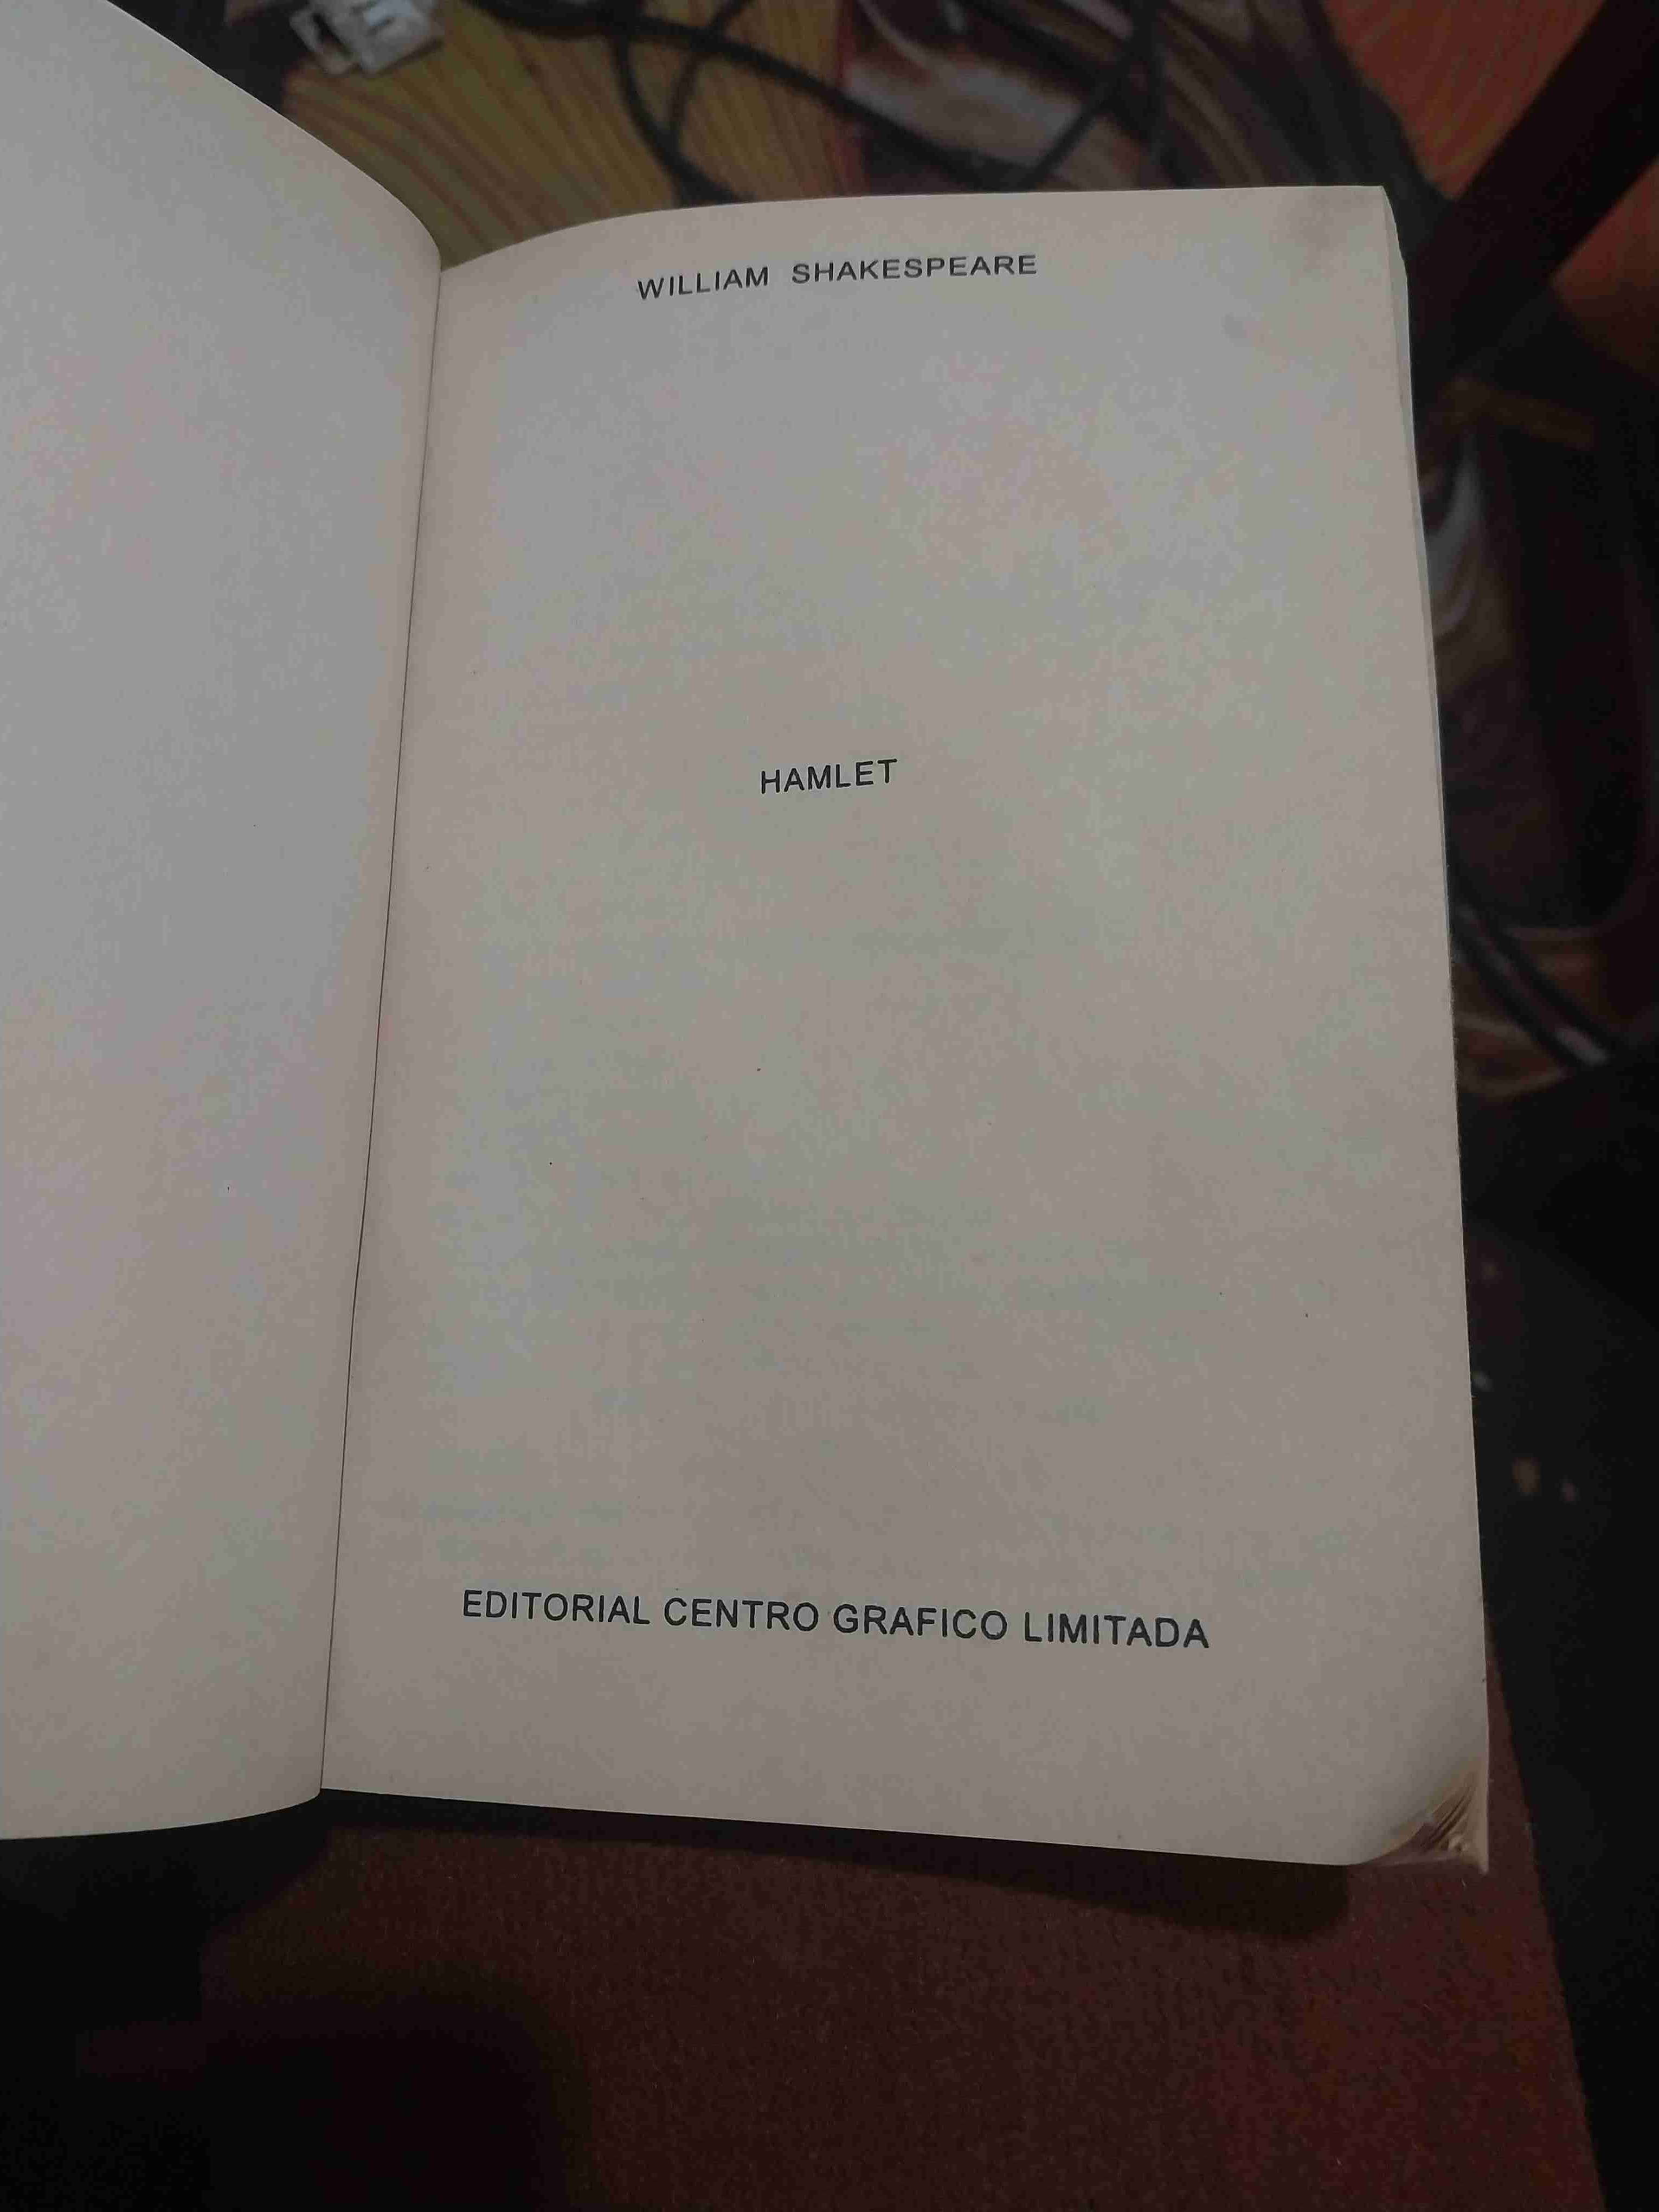 WILLIAM SHAKESPEARE
HAMLET
EDITORIAL CENTRO GRAFICO LIMITADA